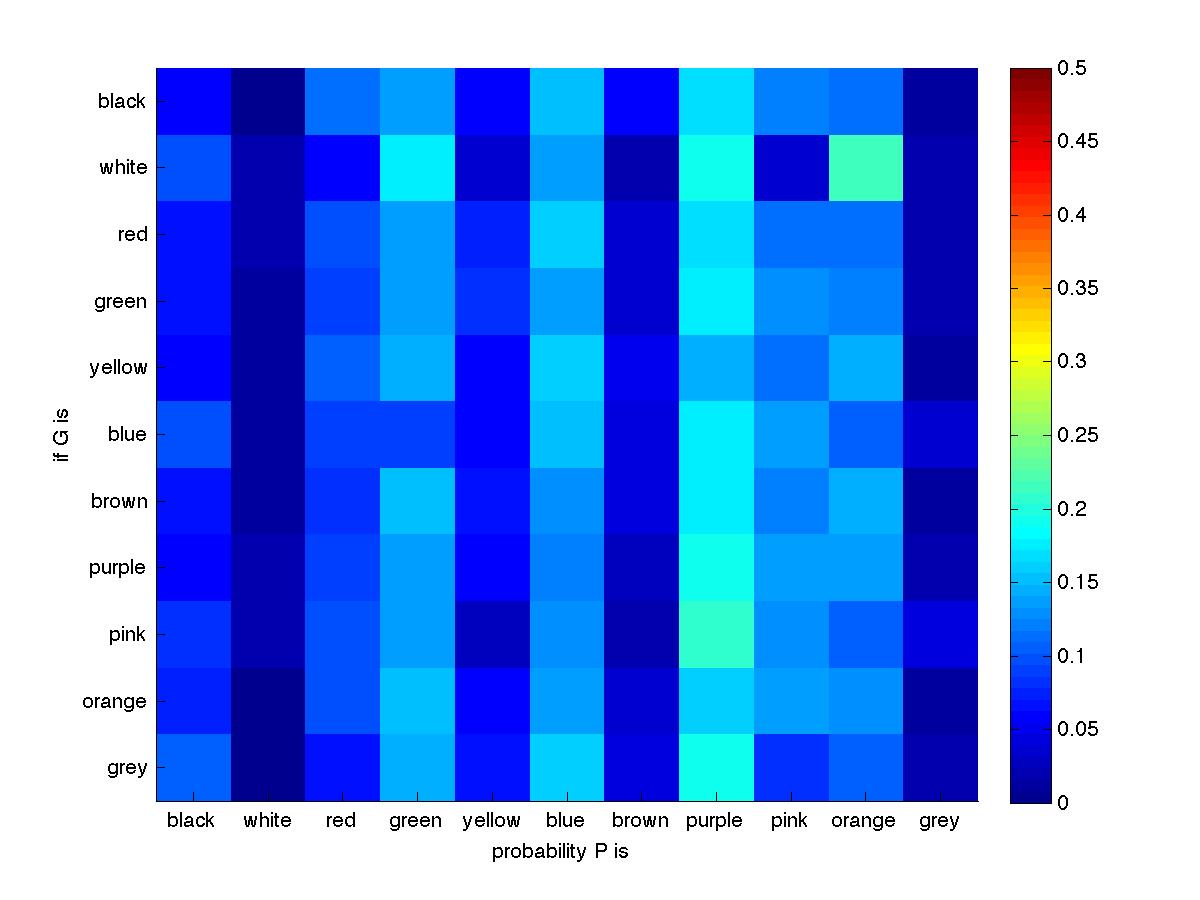 black
white
red
green
yellow
blue
brown
purple
pink
orange
grey
if G is
black white red green yellow blue brown purple pink orange grey
probability P is
0.5
0.45
0.4
0.35
0.3
0.25
0.2
0.15
0.1
0.05
0